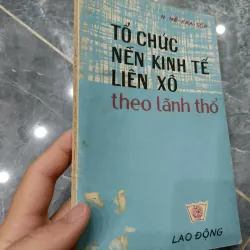 TỔ CHỨC
NỀN KINH TẾ
LIÊN XÔ
theo lãnh thổ
LAO ĐỘNG